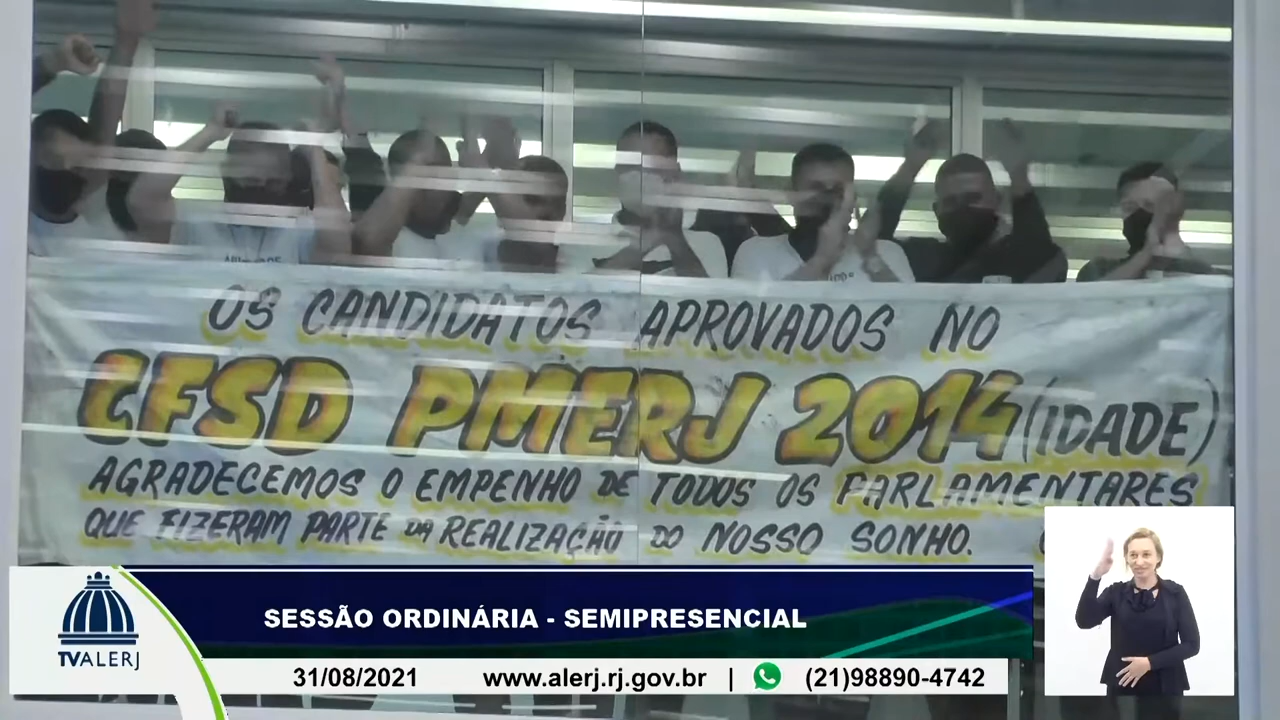 OS CANDIDATOS APROVADOS NO
CFSD PMERJ 2014 (IDADE)
AGRADECEMOS O EMPENHO DE TODOS OS PARLAMENTARES
QUE FIZERAM PARTE DA REALIZAÇÃO DO NOSSO SONHO.
SESSÃO ORDINÁRIA - SEMIPRESENCIAL
TVALERJ
31/08/2021 www.alerj.rj.gov.br | (21)98890-4742